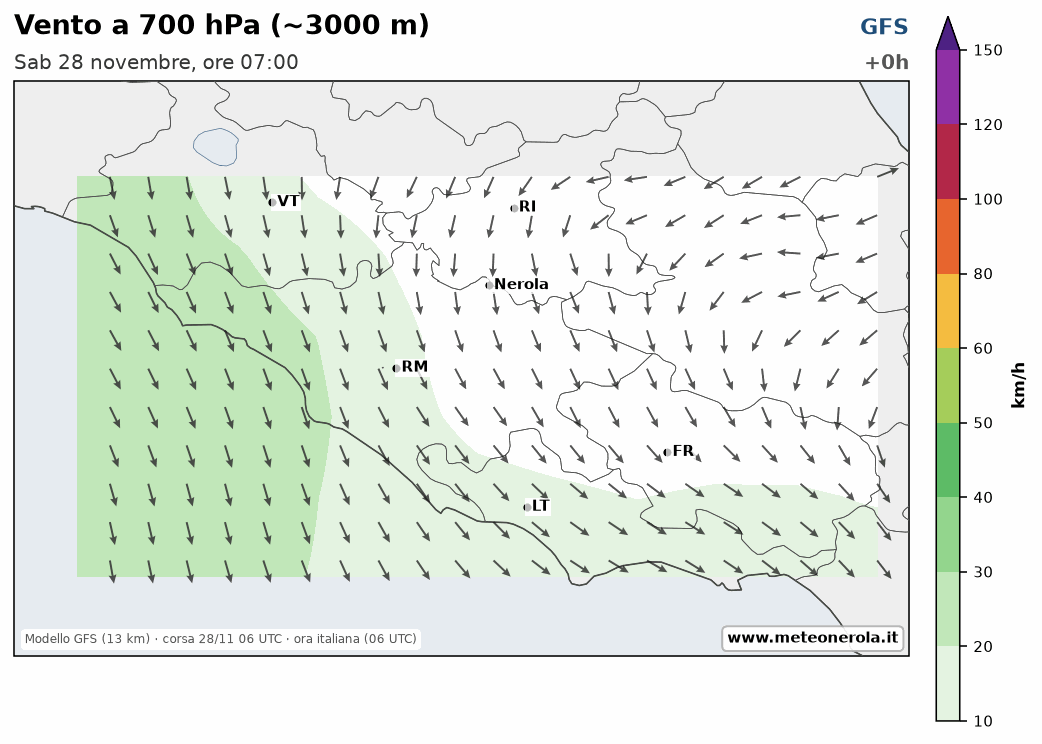 Vento a 700 hPa (~3000 m)
GFS
Sab 28 novembre, ore 07:00
+0h
VT
RI
Nerola
RM
FR
LT
Modello GFS (13 km) · corsa 28/11 06 UTC · ora italiana (06 UTC)
www.meteonerola.it
150
120
100
80
60
50
40
30
20
10
km/h